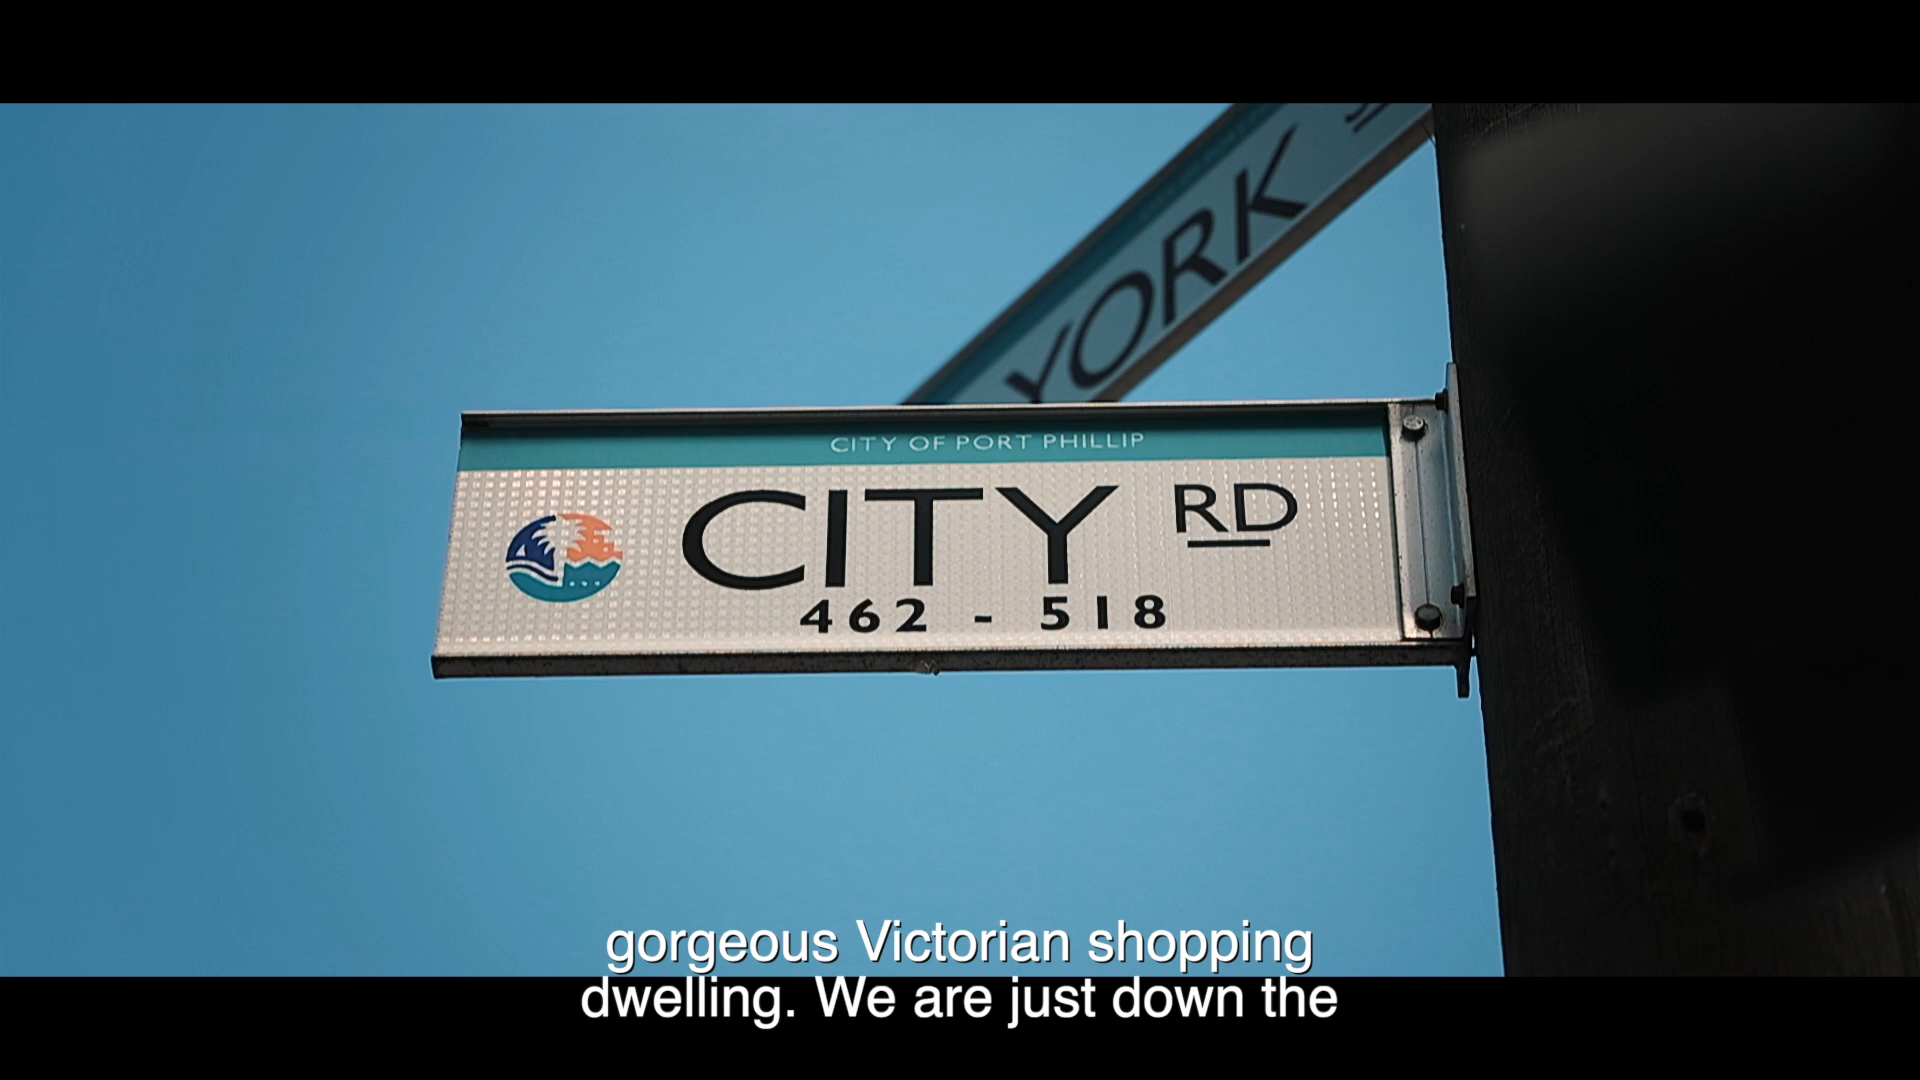 YORK
CITY OF PORT PHILLIP
CITY RD
462 - 518
gorgeous Victorian shopping
dwelling. We are just down the